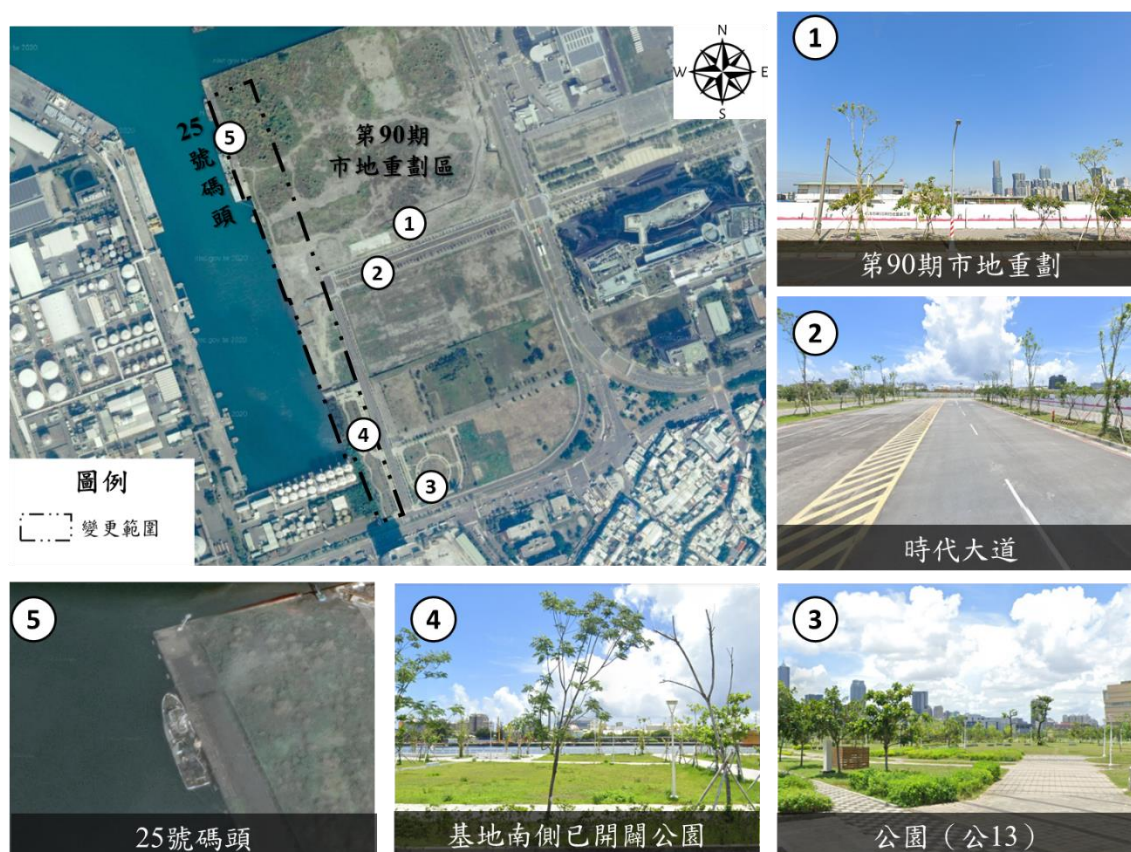 N
W
E
S
25號碼頭
5
第90期
市地重劃區
1
2
4
3
圖例
變更範圍
1
第90期市地重劃
2
時代大道
5
25號碼頭
4
基地南側已開闢公園
3
公園（公13）